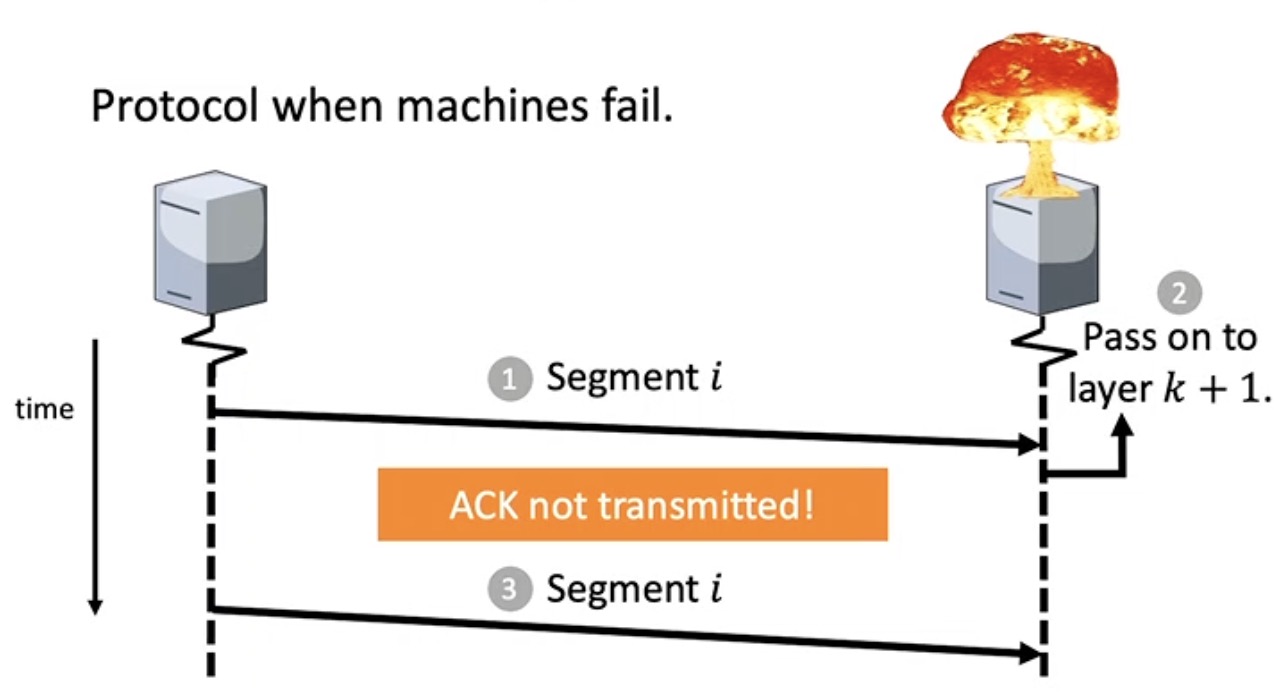 Protocol when machines fail.
2
Pass on to
layer k + 1.
1 Segment i
time
ACK not transmitted!
3 Segment i